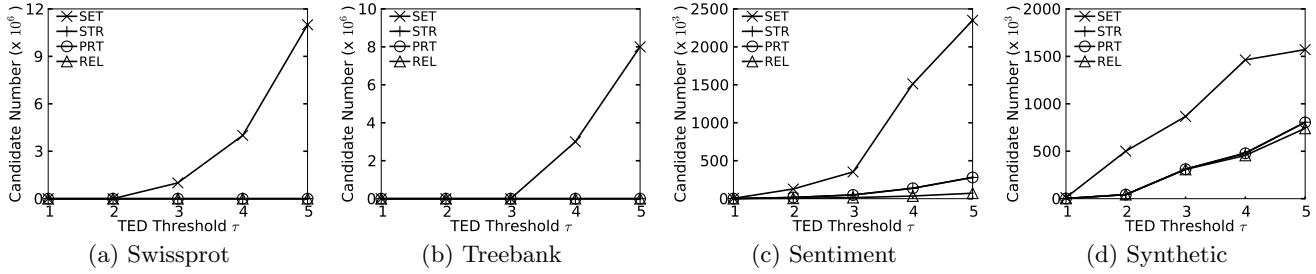 Candidate Number (x 10^6)
12
9
6
3
0
SET
STR
PRT
REL
1 2 3 4 5
TED Threshold τ
(a) Swissprot
Candidate Number (x 10^6)
10
8
6
4
2
0
SET
STR
PRT
REL
1 2 3 4 5
TED Threshold τ
(b) Treebank
Candidate Number (x 10^3)
2500
2000
1500
1000
500
0
SET
STR
PRT
REL
1 2 3 4 5
TED Threshold τ
(c) Sentiment
Candidate Number (x 10^3)
2000
1500
1000
500
0
SET
STR
PRT
REL
1 2 3 4 5
TED Threshold τ
(d) Synthetic